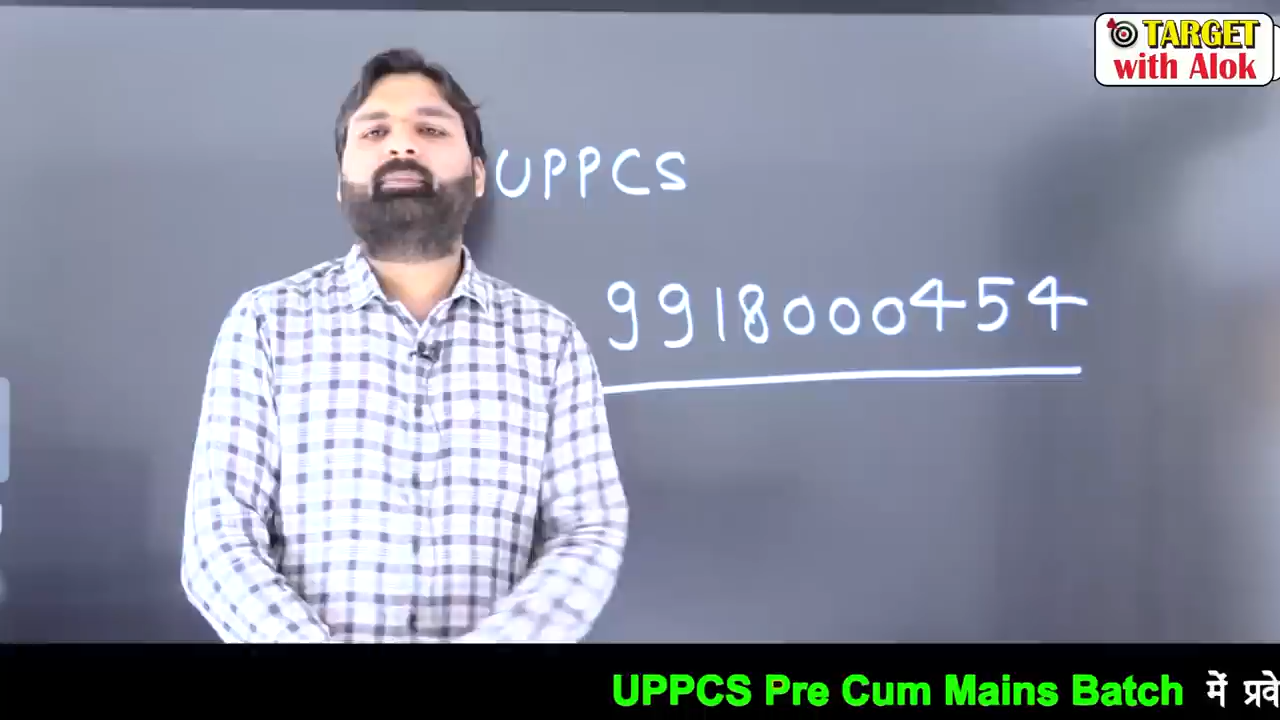 TARGET
with Alok
UPPCS
9918000454
UPPCS Pre Cum Mains Batch में